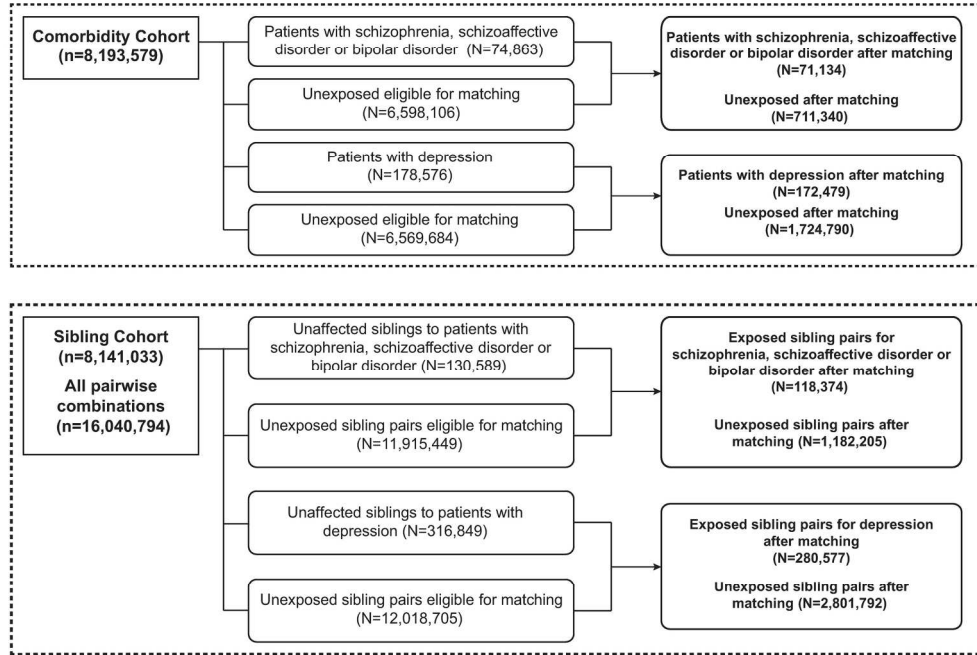 Comorbidity Cohort
(n=8,193,579)
Patients with schizophrenia, schizoaffective
disorder or bipolar disorder (N=74,863)
Unexposed eligible for matching
(N=6,598,106)
Patients with depression
(N=178,576)
Unexposed eligible for matching
(N=6,569,684)
Patients with schizophrenia, schizoaffective
disorder or bipolar disorder after matching
(N=71,134)
Unexposed after matching
(N=711,340)
Patients with depression after matching
(N=172,479)
Unexposed after matching
(N=1,724,790)
Sibling Cohort
(n=8,141,033)
All pairwise
combinations
(n=16,040,794)
Unaffected siblings to patients with
schizophrenia, schizoaffective disorder or
bipolar disorder (N=130,589)
Unexposed sibling pairs eligible for matching
(N=11,915,449)
Unaffected siblings to patients with
depression (N=316,849)
Unexposed sibling pairs eligible for matching
(N=12,018,705)
Exposed sibling pairs for
schizophrenia, schizoaffective disorder or
bipolar disorder after matching
(N=118,374)
Unexposed sibling pairs after
matching (N=1,182,205)
Exposed sibling pairs for depression
after matching
(N=280,577)
Unexposed sibling pairs after
matching (N=2,801,792)